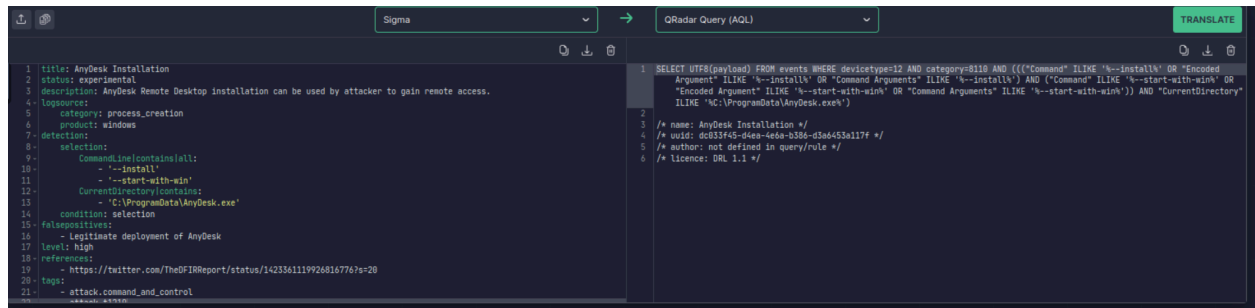 Sigma
QRadar Query (AQL)
TRANSLATE
1 title: AnyDesk Installation
2 status: experimental
3 description: AnyDesk Remote Desktop installation can be used by attacker to gain remote access.
4 logsource:
5 category: process_creation
6 product: windows
7 detection:
8 selection:
9 CommandLine|contains|all:
10 - '--install'
11 - '--start-with-win'
12 CurrentDirectory|contains:
13 - 'C:\ProgramData\AnyDesk.exe'
14 condition: selection
15 falsepositives:
16 - Legitimate deployment of AnyDesk
17 level: high
18 references:
19 - https://twitter.com/TheDFIRReport/status/1423361119926816776?s=20
20 tags:
21 - attack.command_and_control
22 - attack.t1219
1 SELECT UTF8(payload) FROM events WHERE devicetype=12 AND category=8110 AND ((("Command" ILIKE '%--install%' OR "Encoded
Argument" ILIKE '%--install%' OR "Command Arguments" ILIKE '%--install%') AND ("Command" ILIKE '%--start-with-win%' OR
"Encoded Argument" ILIKE '%--start-with-win%' OR "Command Arguments" ILIKE '%--start-with-win%')) AND "CurrentDirectory"
ILIKE '%C:\ProgramData\AnyDesk.exe%')
2
3 /* name: AnyDesk Installation */
4 /* uuid: dc033f45-d4ea-4e6a-b386-d3a6453a117f */
5 /* author: not defined in query/rule */
6 /* licence: DRL 1.1 */